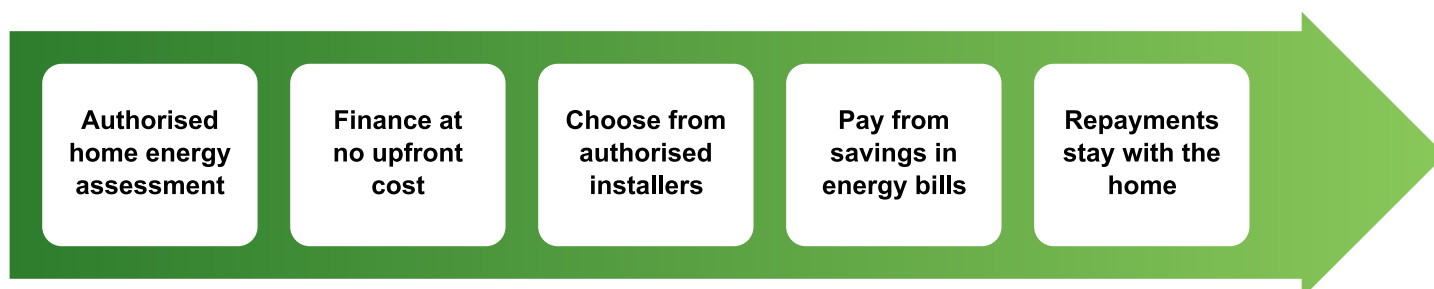 Authorised
home energy
assessment
Finance at
no upfront
cost
Choose from
authorised
installers
Pay from
savings in
energy bills
Repayments
stay with the
home